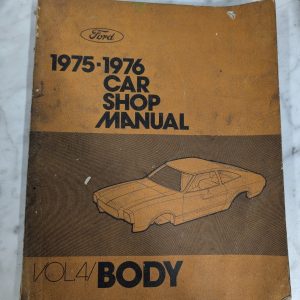 Ford
1975-1976
CAR
SHOP
MANUAL
VOL.4/BODY